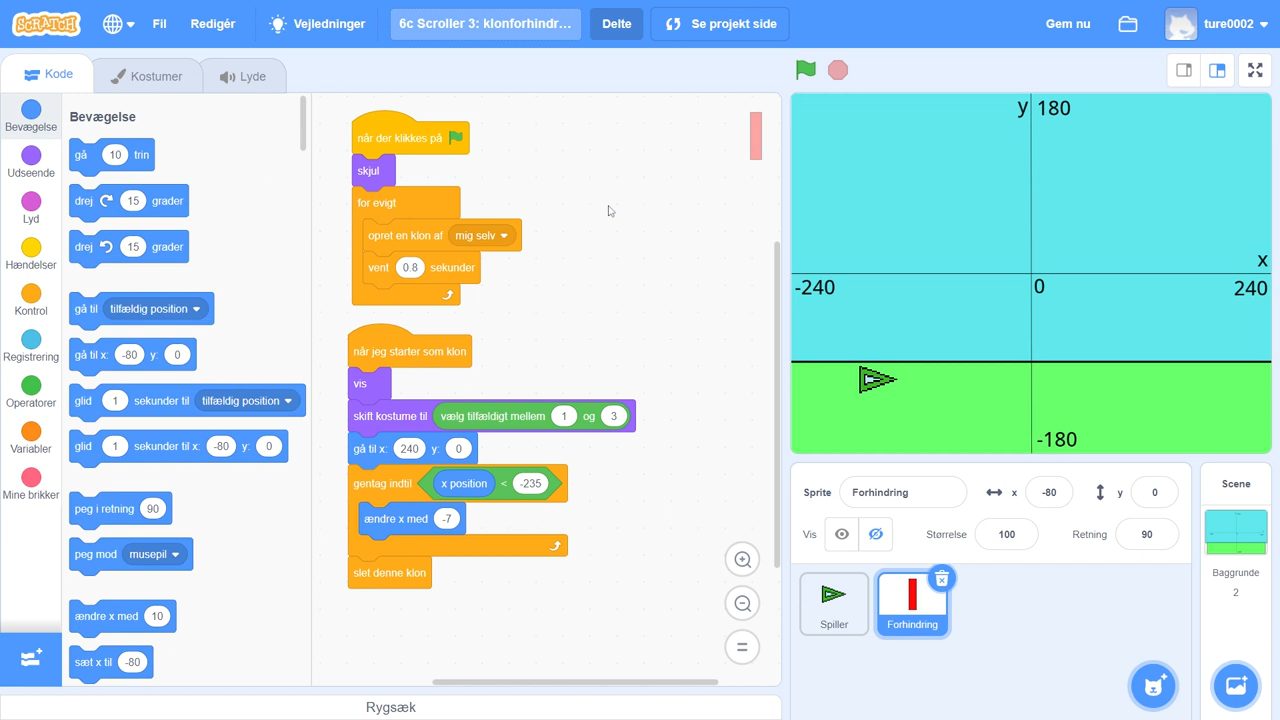 SCRATCH
Fil
Redigér
Vejledninger
6c Scroller 3: klonforhindr...
Delte
Se projekt side
Gem nu
ture0002
Kode
Kostumer
Lyde
Bevægelse
Udseende
Lyd
Hændelser
Kontrol
Registrering
Operatorer
Variabler
Mine brikker
Bevægelse
gå 10 trin
drej 15 grader
drej 15 grader
gå til tilfældig position
gå til x: -80 y: 0
glid 1 sekunder til tilfældig position
glid 1 sekunder til x: -80 y: 0
peg i retning 90
peg mod musepil
ændre x med 10
sæt x til -80
når der klikkes på
skjul
for evigt
opret en klon af mig selv
vent 0.8 sekunder
når jeg starter som klon
vis
skift kostume til vælg tilfældigt mellem 1 og 3
gå til x: 240 y: 0
gentag indtil x position < -235
ændre x med -7
slet denne klon
y 180
x
-240 0 240
-180
Sprite Forhindring x -80 y 0
Vis Størrelse 100 Retning 90
Spiller
Forhindring
Scene
y 180
Baggrunde
2
Rygsæk